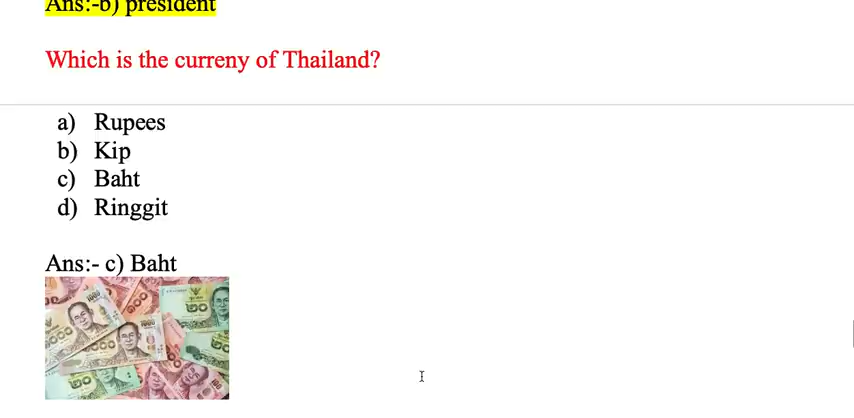 Ans:-b) president
Which is the curreny of Thailand?
a) Rupees
b) Kip
c) Baht
d) Ringgit
Ans:- c) Baht